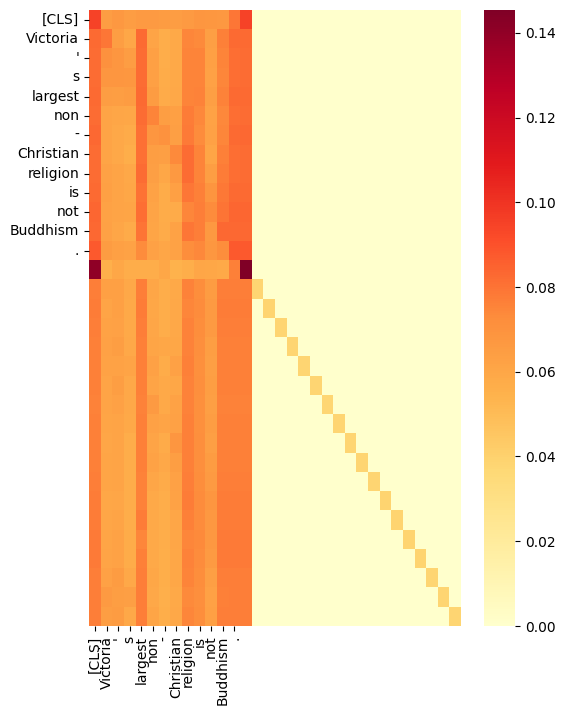 [CLS]
Victoria
'
s
largest
non
-
Christian
religion
is
not
Buddhism
.
0.14
0.12
0.10
0.08
0.06
0.04
0.02
0.00
[CLS]
Victoria
'
s
largest
non
-
Christian
religion
is
not
Buddhism
.